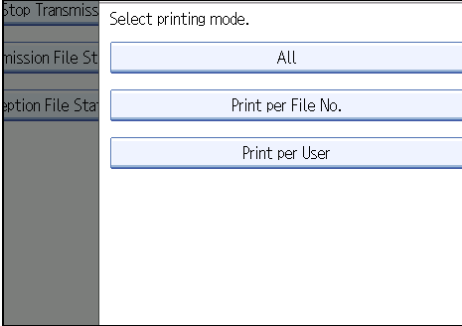 Stop Transmiss
Select printing mode.
mission File St
All
eption File Stat
Print per File No.
Print per User